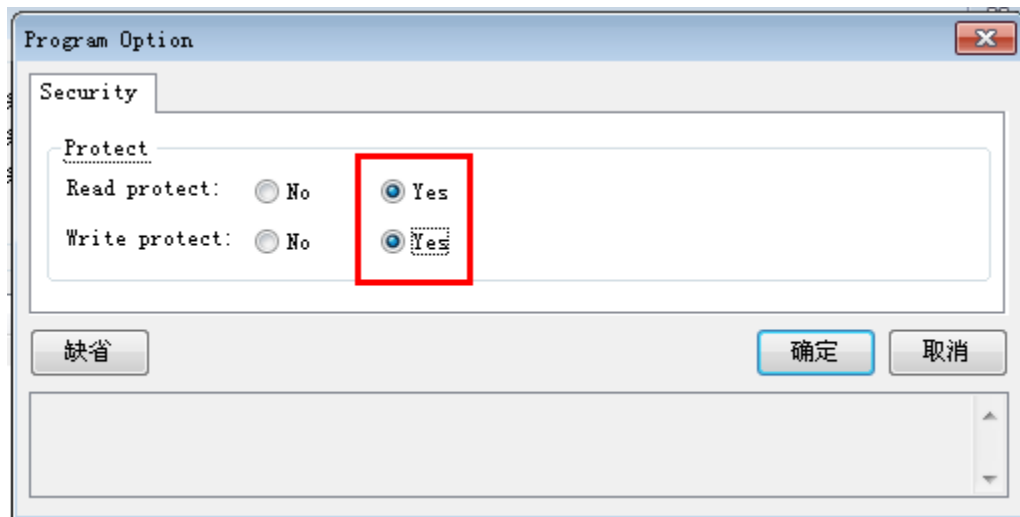 Program Option
Security
Protect
Read protect: No Yes
Write protect: No Yes
缺省 确定 取消